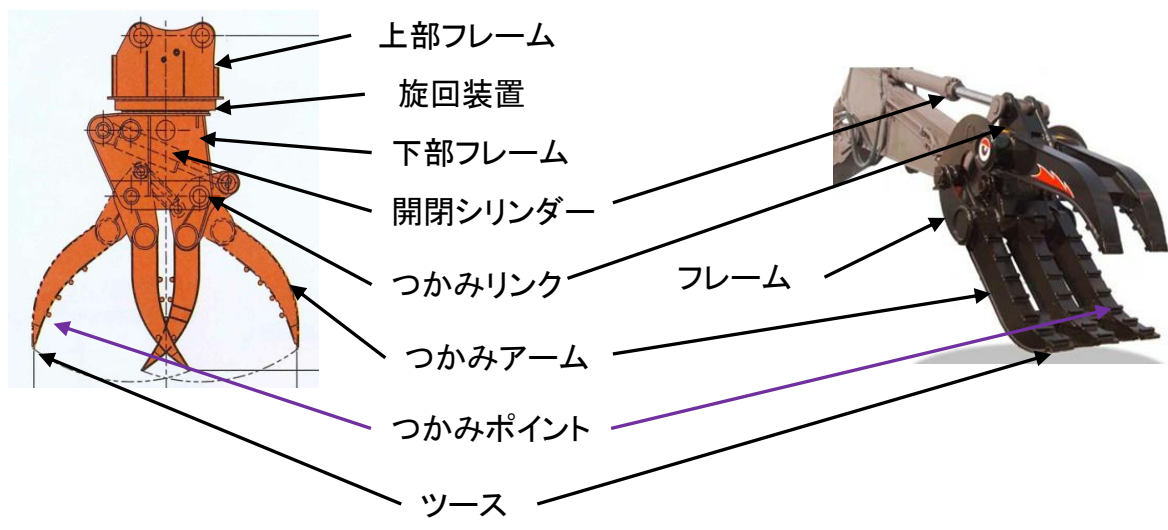 上部フレーム
旋回装置
下部フレーム
開閉シリンダー
つかみリンク
フレーム
つかみアーム
つかみポイント
ツース